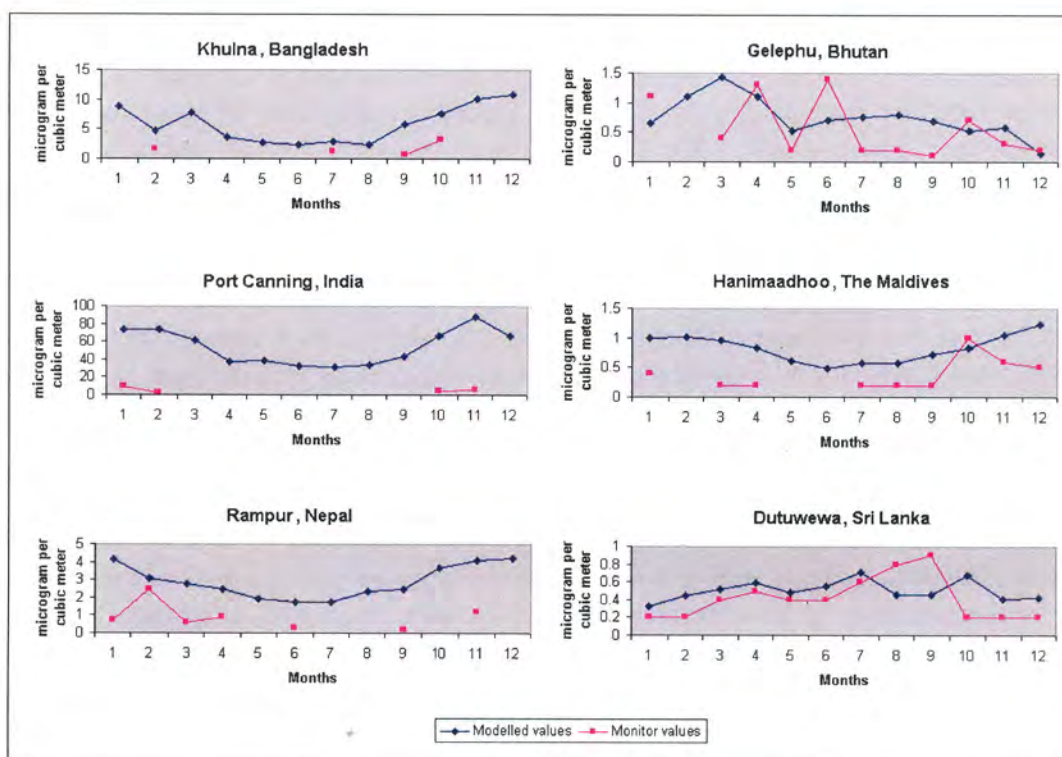 Khulna, Bangladesh
microgram per
cubic meter
15
10
5
0
1 2 3 4 5 6 7 8 9 10 11 12
Months
Gelephu, Bhutan
microgram per
cubic meter
1.5
1
0.5
0
1 2 3 4 5 6 7 8 9 10 11 12
Months
Port Canning, India
microgram per
cubic meter
100
80
60
40
20
0
1 2 3 4 5 6 7 8 9 10 11 12
Months
Hanimaadhoo, The Maldives
microgram per
cubic meter
1.5
1
0.5
0
1 2 3 4 5 6 7 8 9 10 11 12
Months
Rampur, Nepal
microgram per
cubic meter
5
4
3
2
1
0
1 2 3 4 5 6 7 8 9 10 11 12
Months
Dutuwewa, Sri Lanka
microgram per
cubic meter
1
0.8
0.6
0.4
0.2
0
1 2 3 4 5 6 7 8 9 10 11 12
Months
Modelled values
Monitor values